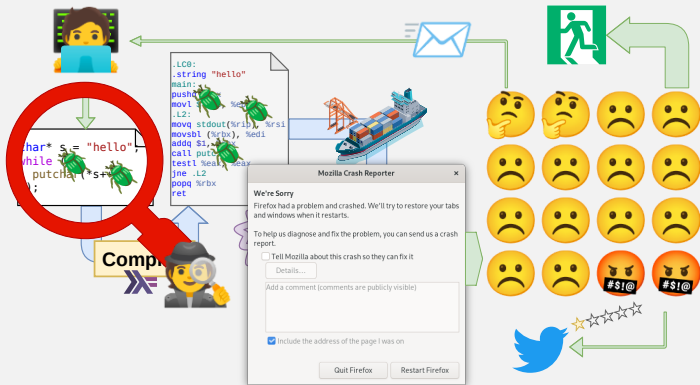 .LC0:
.string "hello"
main:
pushq
movl %e
.L2:
movq stdout(%rip), %rsi
movsbl (%rbx), %edi
addq $1, %rbx
call putc
testl %eax, %eax
jne .L2
popq %rbx
ret
char* s = "hello";
while
putchar(*s+
);
Comp
Mozilla Crash Reporter
We're Sorry
Firefox had a problem and crashed. We'll try to restore your tabs
and windows when it restarts.
To help us diagnose and fix the problem, you can send us a crash
report.
Tell Mozilla about this crash so they can fix it
Details...
Add a comment (comments are publicly visible)
Include the address of the page I was on
Quit Firefox Restart Firefox
#$!@ #$!@